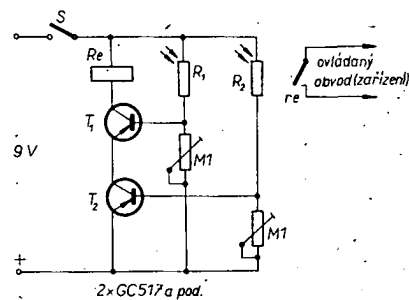 S
Re
R₁
R₂
T₁
M1
9 V
T₂
M1
+
re
ovládaný
obvod (zařízení)
2×GC517 a pod.